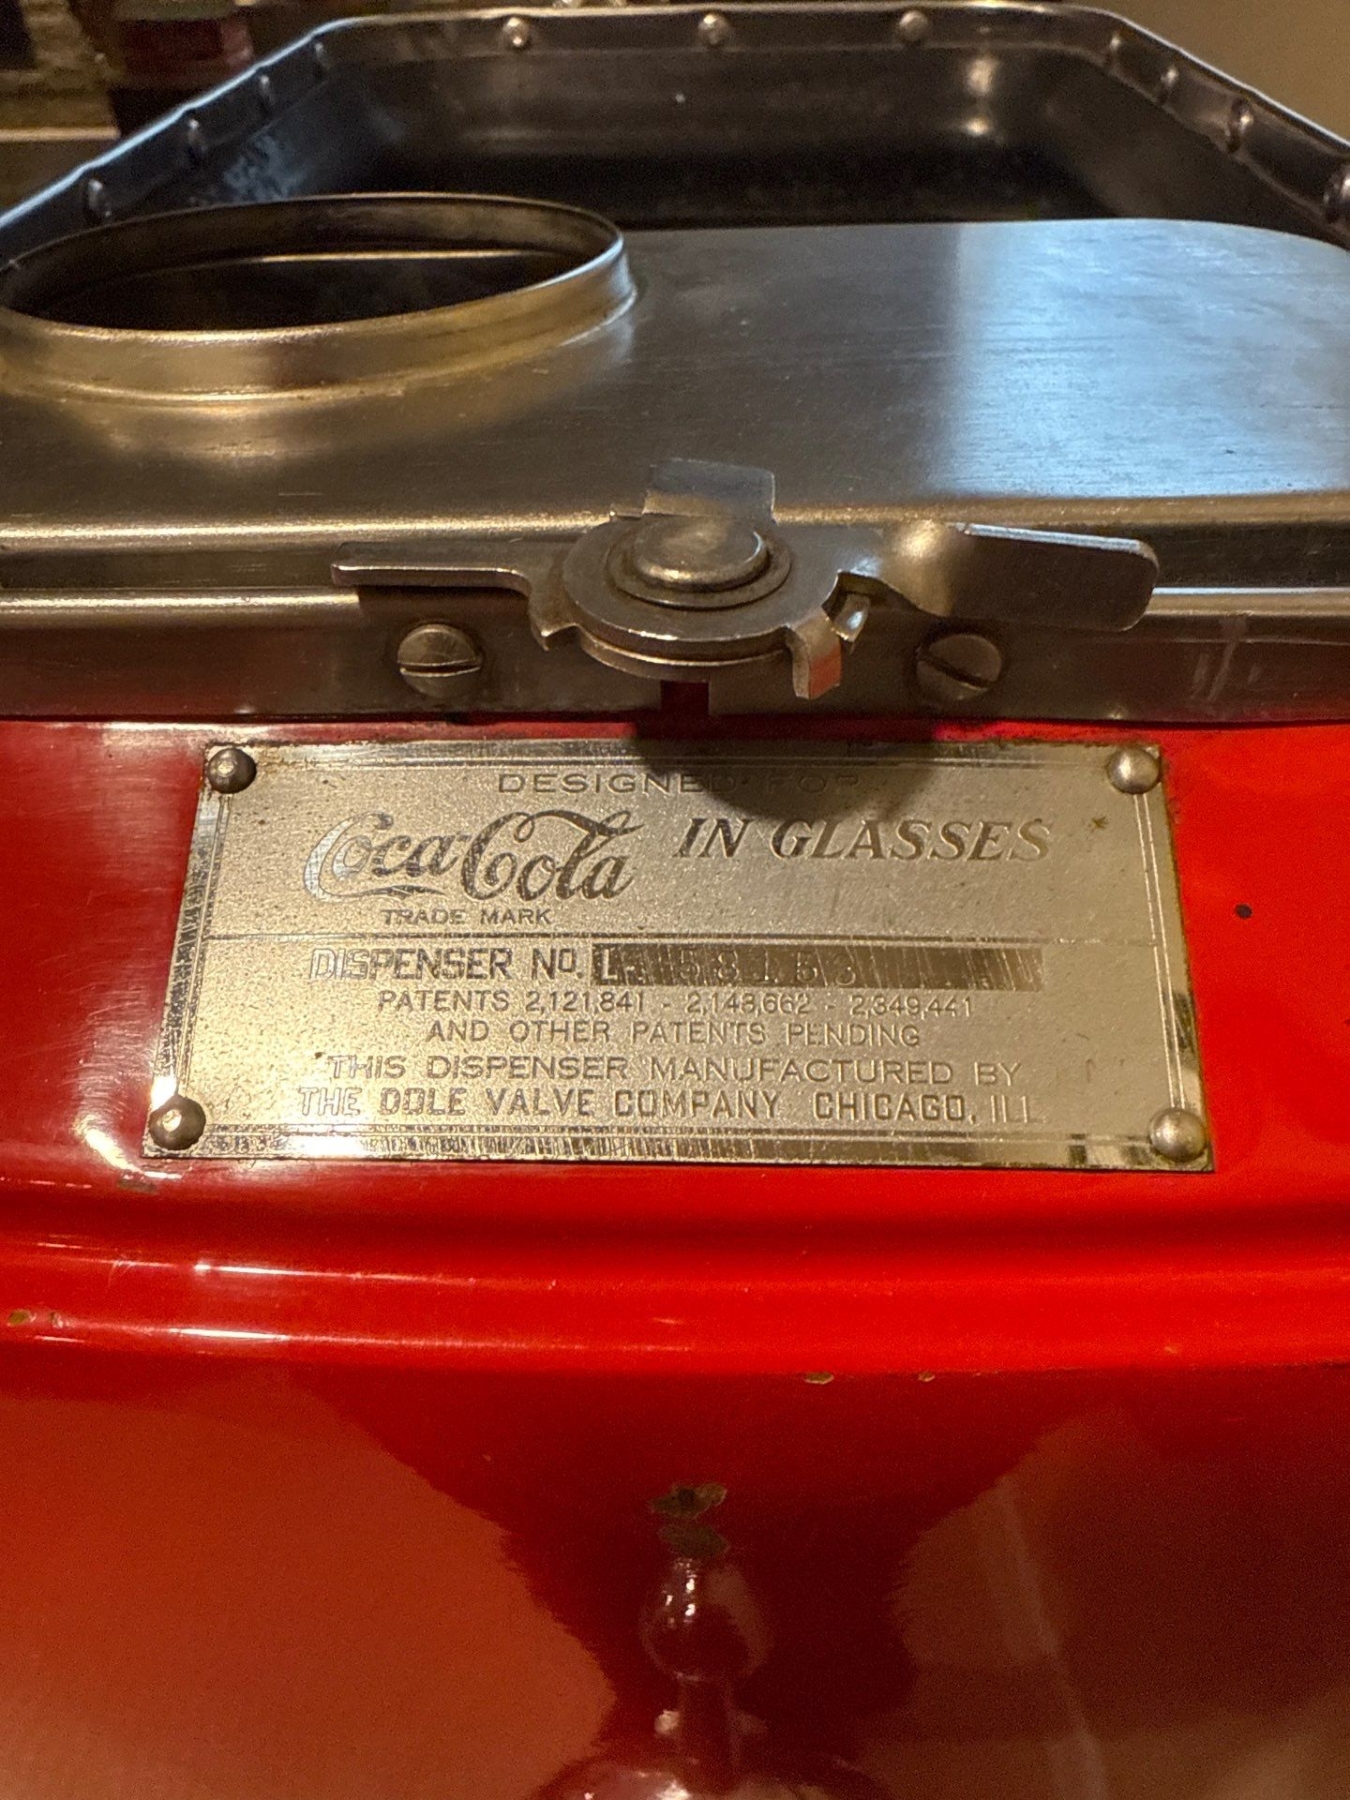 DESIGNED FOR
Coca-Cola IN GLASSES
TRADE MARK
DISPENSER NO. L- 58153
PATENTS 2,121,841 - 2,148,662 - 2,349,441
AND OTHER PATENTS PENDING
THIS DISPENSER MANUFACTURED BY
THE DOLE VALVE COMPANY CHICAGO, ILL